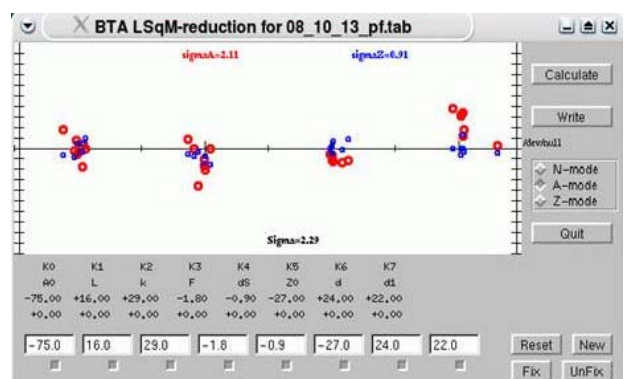 BTA LSqM-reduction for 08_10_13_pf.tab
sigmaA=2.11 sigmaZ=0.91
Calculate
Write
/dev/null
N-mode
A-mode
Z-mode
Quit
Sigma=2.29
K0 K1 K2 K3 K4 K5 K6 K7
A0 L k F dS Z0 d d1
-75.00 +16.00 +29.00 -1.80 -0.90 -27.00 +24.00 +22.00
+0.00 +0.00 +0.00 +0.00 +0.00 +0.00 +0.00 +0.00
-75.0 16.0 29.0 -1.8 -0.9 -27.0 24.0 22.0
Reset New
Fix UnFix